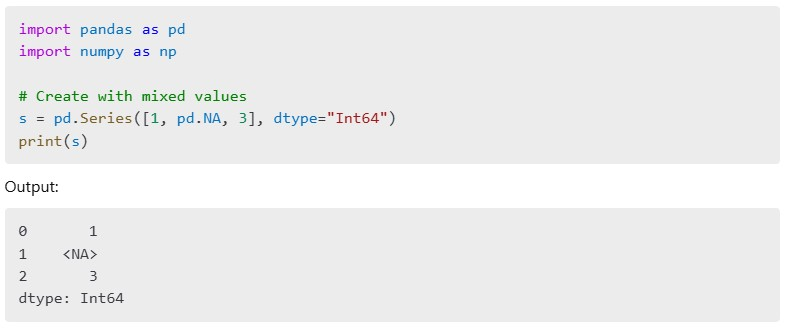 import pandas as pd
import numpy as np
# Create with mixed values
s = pd.Series([1, pd.NA, 3], dtype="Int64")
print(s)
Output:
0       1
1    <NA>
2       3
dtype: Int64